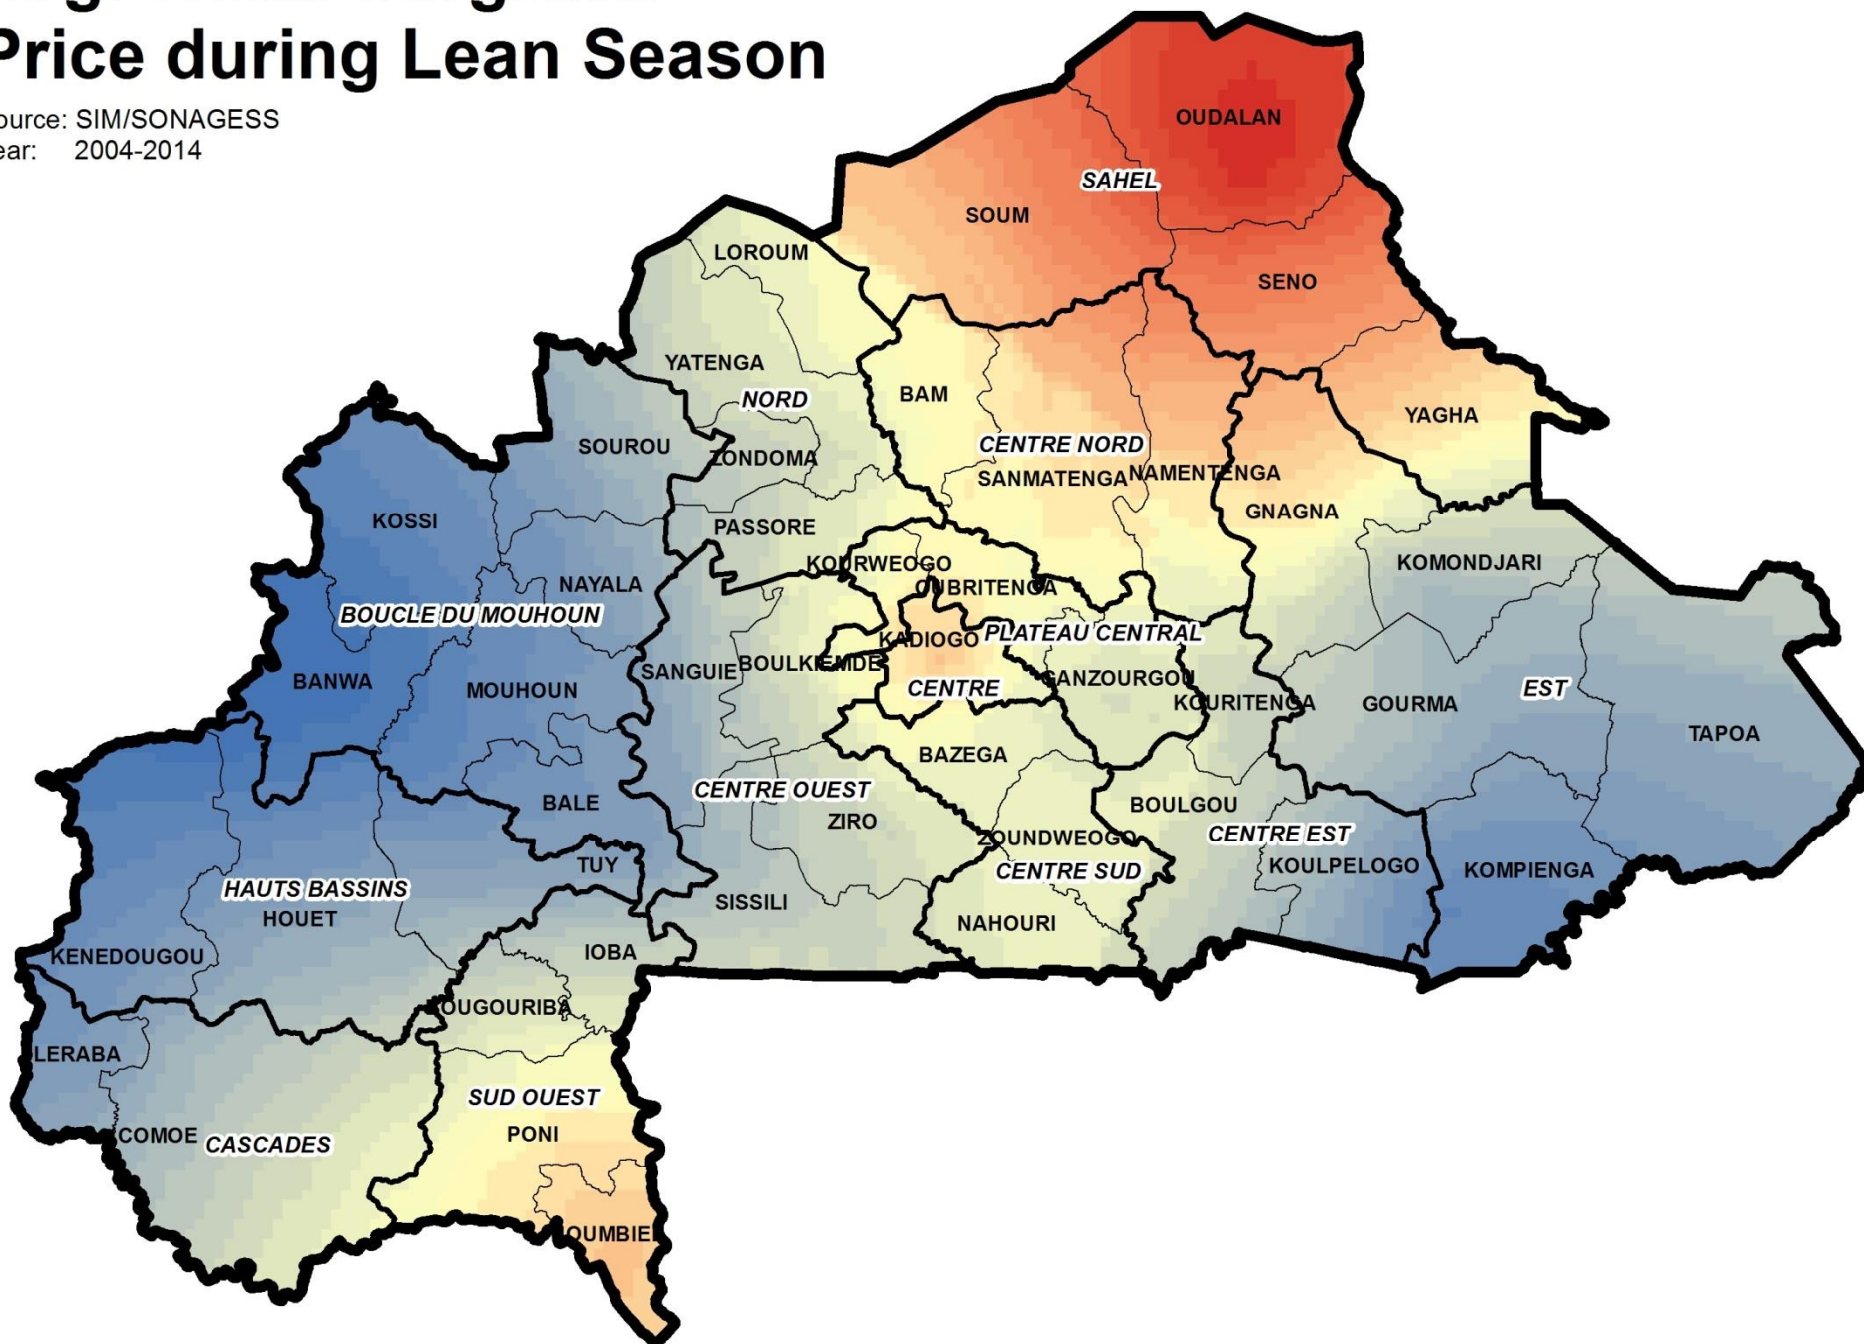 Price during Lean Season
Source: SIM/SONAGESS
Year: 2004-2014
OUDALAN
SAHEL
SOUM
LOROUM
SENO
YATENGA
BAM
NORD
YAGHA
SOUROU
CENTRE NORD
ZONDOMA
SANMATENGA
NAMENTENGA
GNAGNA
KOSSI
PASSORE
KOURWEOGO
KOMONDJARI
NAYALA
OUBRITENGA
BOUCLE DU MOUHOUN
KADIOGO
PLATEAU CENTRAL
SANGUIE
BOULKIEMDE
GANZOURGOU
BANWA
MOUHOUN
CENTRE
KOURITENGA
GOURMA
EST
TAPOA
BAZEGA
CENTRE OUEST
BALE
BOULGOU
ZIRO
ZOUNDWEOGO
CENTRE EST
TUY
KOULPELOGO
KOMPIENGA
CENTRE SUD
HAUTS BASSINS
HOUET
SISSILI
NAHOURI
KENEDOUGOU
IOBA
OUGOURIBA
LERABA
SUD OUEST
PONI
COMOE
CASCADES
OUMBIE